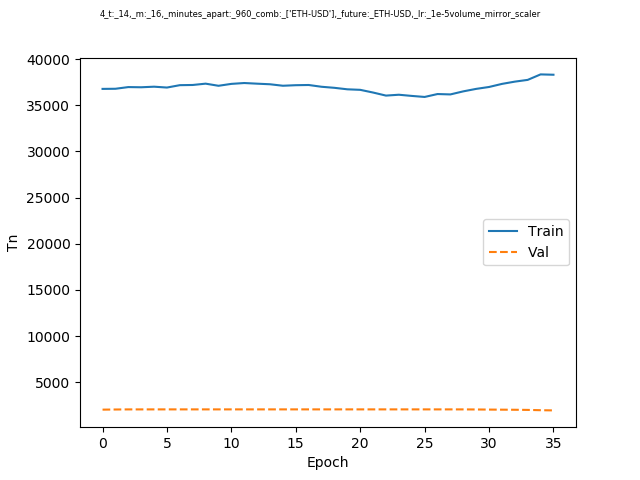 4_t:_14,_m:_16,_minutes_apart:_960_comb:_['ETH-USD'],_future:_ETH-USD,_lr:_1e-5volume_mirror_scaler
40000
35000
30000
25000
20000
15000
10000
5000
Tn
Train
Val
0 5 10 15 20 25 30 35
Epoch